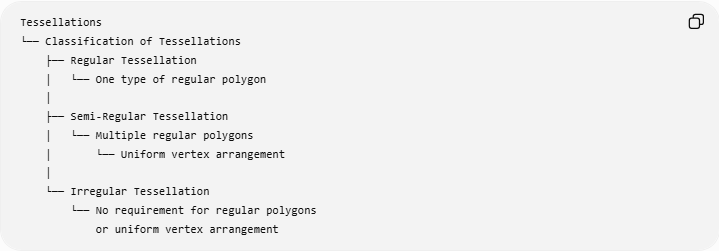 Tessellations
└── Classification of Tessellations
    ├── Regular Tessellation
    │   └── One type of regular polygon
    │
    ├── Semi-Regular Tessellation
    │   └── Multiple regular polygons
    │       └── Uniform vertex arrangement
    │
    └── Irregular Tessellation
        └── No requirement for regular polygons
            or uniform vertex arrangement